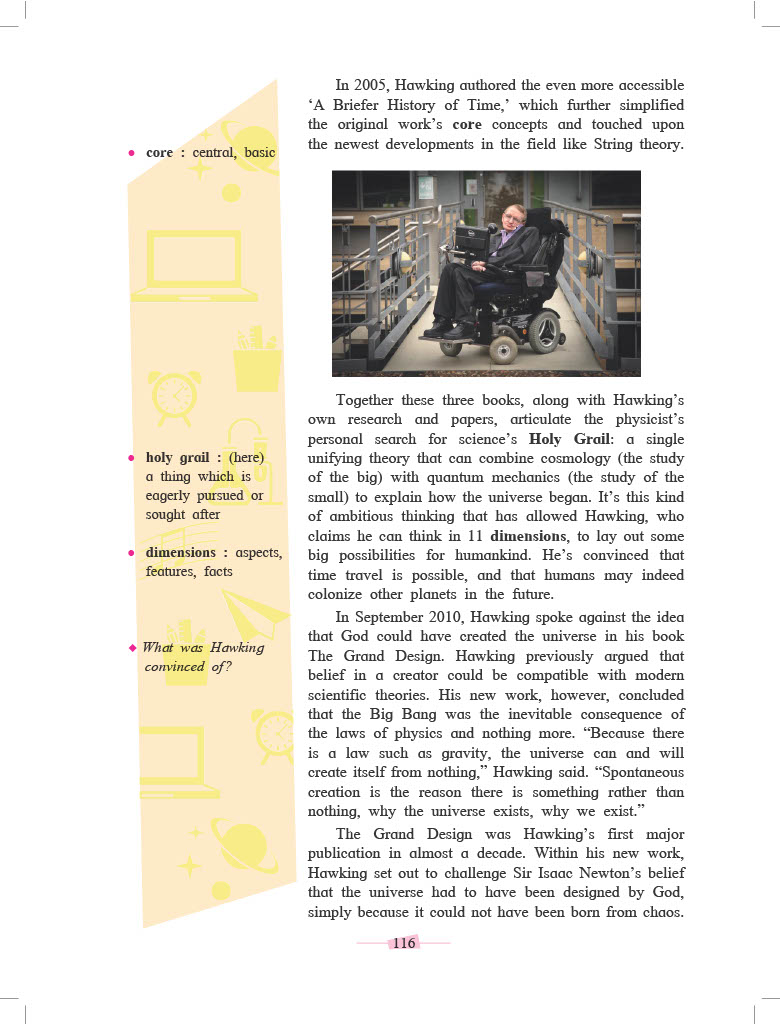 In 2005, Hawking authored the even more accessible
‘A Briefer History of Time,’ which further simplified
the original work’s core concepts and touched upon
the newest developments in the field like String theory.
• core : central, basic
Together these three books, along with Hawking’s
own research and papers, articulate the physicist’s
personal search for science’s Holy Grail: a single
unifying theory that can combine cosmology (the study
of the big) with quantum mechanics (the study of the
small) to explain how the universe began. It’s this kind
of ambitious thinking that has allowed Hawking, who
claims he can think in 11 dimensions, to lay out some
big possibilities for humankind. He’s convinced that
time travel is possible, and that humans may indeed
colonize other planets in the future.
• holy grail : (here)
a thing which is
eagerly pursued or
sought after
• dimensions : aspects,
features, facts
◆ What was Hawking
convinced of?
In September 2010, Hawking spoke against the idea
that God could have created the universe in his book
The Grand Design. Hawking previously argued that
belief in a creator could be compatible with modern
scientific theories. His new work, however, concluded
that the Big Bang was the inevitable consequence of
the laws of physics and nothing more. “Because there
is a law such as gravity, the universe can and will
create itself from nothing,” Hawking said. “Spontaneous
creation is the reason there is something rather than
nothing, why the universe exists, why we exist.”
The Grand Design was Hawking’s first major
publication in almost a decade. Within his new work,
Hawking set out to challenge Sir Isaac Newton’s belief
that the universe had to have been designed by God,
simply because it could not have been born from chaos.
116